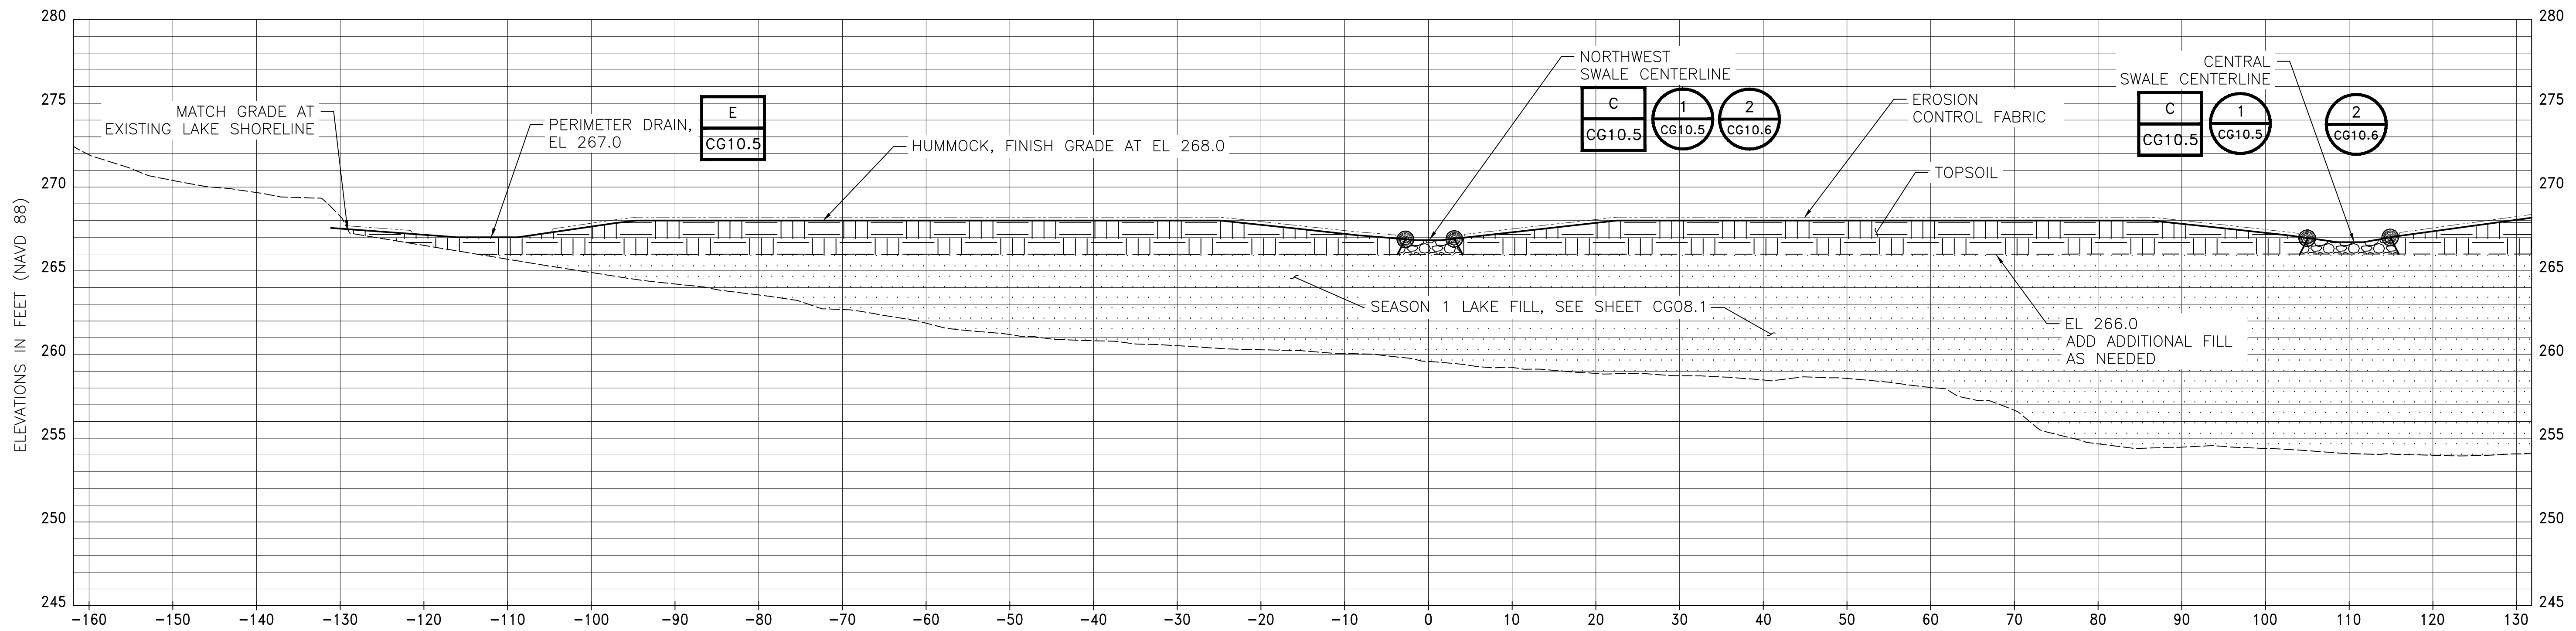 280
275
270
265
260
255
250
245
ELEVATIONS IN FEET (NAVD 88)
MATCH GRADE AT
EXISTING LAKE SHORELINE
PERIMETER DRAIN,
EL 267.0
E
CG10.5
HUMMOCK, FINISH GRADE AT EL 268.0
NORTHWEST
SWALE CENTERLINE
C
CG10.5
1
CG10.5
2
CG10.6
EROSION
CONTROL FABRIC
TOPSOIL
CENTRAL
SWALE CENTERLINE
C
CG10.5
1
CG10.5
2
CG10.6
SEASON 1 LAKE FILL, SEE SHEET CG08.1
EL 266.0
ADD ADDITIONAL FILL
AS NEEDED
280
275
270
265
260
255
250
245
-160 -150 -140 -130 -120 -110 -100 -90 -80 -70 -60 -50 -40 -30 -20 -10 0 10 20 30 40 50 60 70 80 90 100 110 120 130